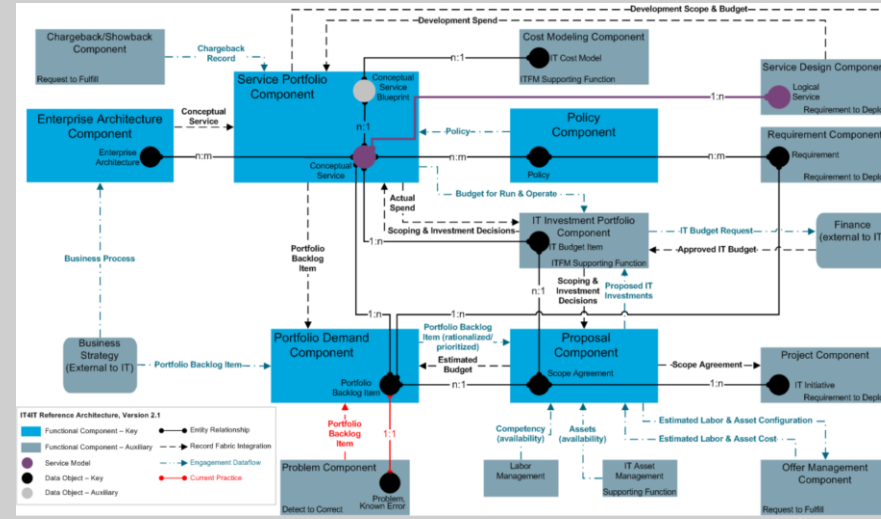 Development Scope & Budget
Development Spend
Chargeback/Showback
Component
Request to Fulfill
Chargeback
Record
Service Portfolio
Component
Conceptual
Service
Blueprint
n:1
Cost Modeling Component
IT Cost Model
ITFM Supporting Function
n:1
Service Design Component
Logical
Service
Requirement to Deplo
1:n
Enterprise Architecture
Component
Enterprise
Architecture
Conceptual
Service
n:m
Conceptual
Service
Policy
Policy
Component
Policy
n:m
n:m
Requirement Component
Requirement
Requirement to Deplo
Budget for Run & Operate
Actual
Spend
Scoping & Investment Decisions
1:n
Portfolio
Backlog
Item
Business Process
IT Investment Portfolio
Component
IT Budget Item
ITFM Supporting Function
IT Budget Request
Approved IT Budget
Finance
(external to IT)
Scoping &
Investment
Decisions
Proposed IT
Investments
n:1
1:n
1:n
Business
Strategy
(External to IT)
Portfolio Backlog Item
Portfolio Demand
Component
Portfolio
Backlog Item
Portfolio Backlog
Item (rationalized/
prioritized)
Estimated
Budget
n:1
Proposal
Component
Scope Agreement
Scope Agreement
1:n
Project Component
IT Initiative
Requirement to Deplo
IT4IT Reference Architecture, Version 2.1
Functional Component – Key
Functional Component – Auxiliary
Service Model
Data Object – Key
Data Object – Auxiliary
Entity Relationship
Record Fabric Integration
Engagement Dataflow
Current Practice
Portfolio
Backlog
Item
1:1
Problem Component
Problem,
Known Error
Detect to Correct
Competency
(availability)
Assets
(availability)
Labor
Management
IT Asset
Management
Supporting Function
Estimated Labor & Asset Configuration
Estimated Labor & Asset Cost
Offer Management
Component
Request to Fulfill